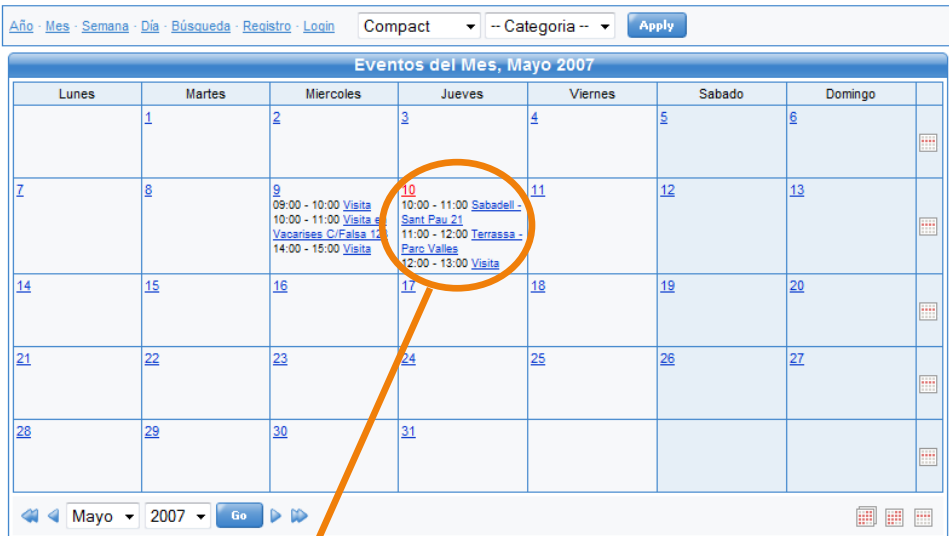 Año · Mes · Semana · Día · Búsqueda · Registro · Login Compact -- Categoria -- Apply
Eventos del Mes, Mayo 2007
Lunes Martes Miercoles Jueves Viernes Sabado Domingo
1 2 3 4 5 6
7 8 9 10 11 12 13
09:00 - 10:00 Visita
10:00 - 11:00 Visita en
Vacarises C/Falsa 123
14:00 - 15:00 Visita
10:00 - 11:00 Sabadell -
Sant Pau 21
11:00 - 12:00 Terrassa -
Parc Valles
12:00 - 13:00 Visita
14 15 16 17 18 19 20
21 22 23 24 25 26 27
28 29 30 31
Mayo 2007 Go